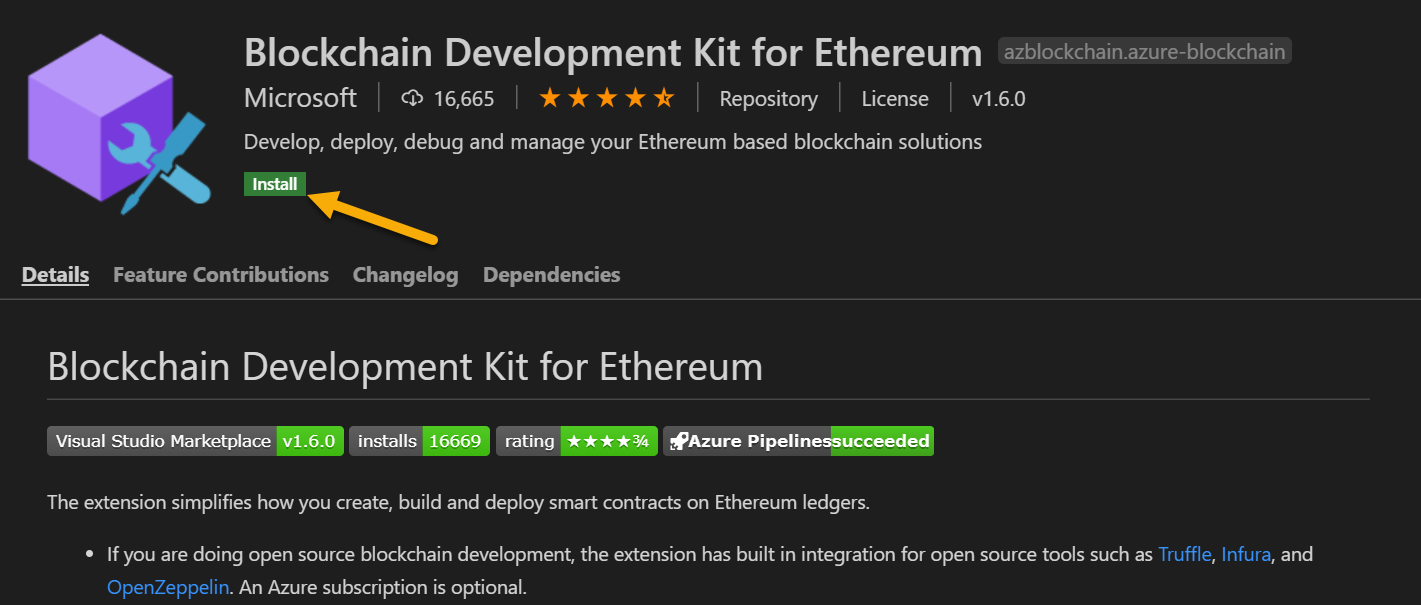 Blockchain Development Kit for Ethereum azblockchain.azure-blockchain
Microsoft 16,665 Repository License v1.6.0
Develop, deploy, debug and manage your Ethereum based blockchain solutions
Install
Details Feature Contributions Changelog Dependencies
Blockchain Development Kit for Ethereum
Visual Studio Marketplace v1.6.0 installs 16669 rating ★★★★¾ Azure Pipelines succeeded
The extension simplifies how you create, build and deploy smart contracts on Ethereum ledgers.
• If you are doing open source blockchain development, the extension has built in integration for open source tools such as Truffle, Infura, and
OpenZeppelin. An Azure subscription is optional.